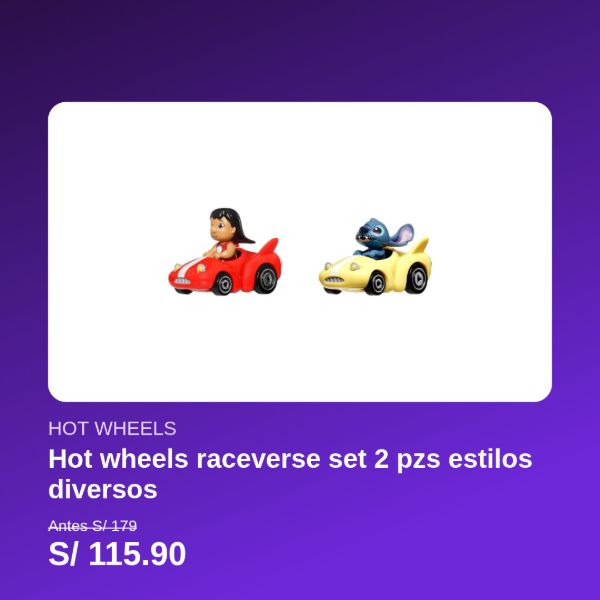 HOT WHEELS
Hot wheels raceverse set 2 pzs estilos
diversos
Antes S/ 179
S/ 115.90